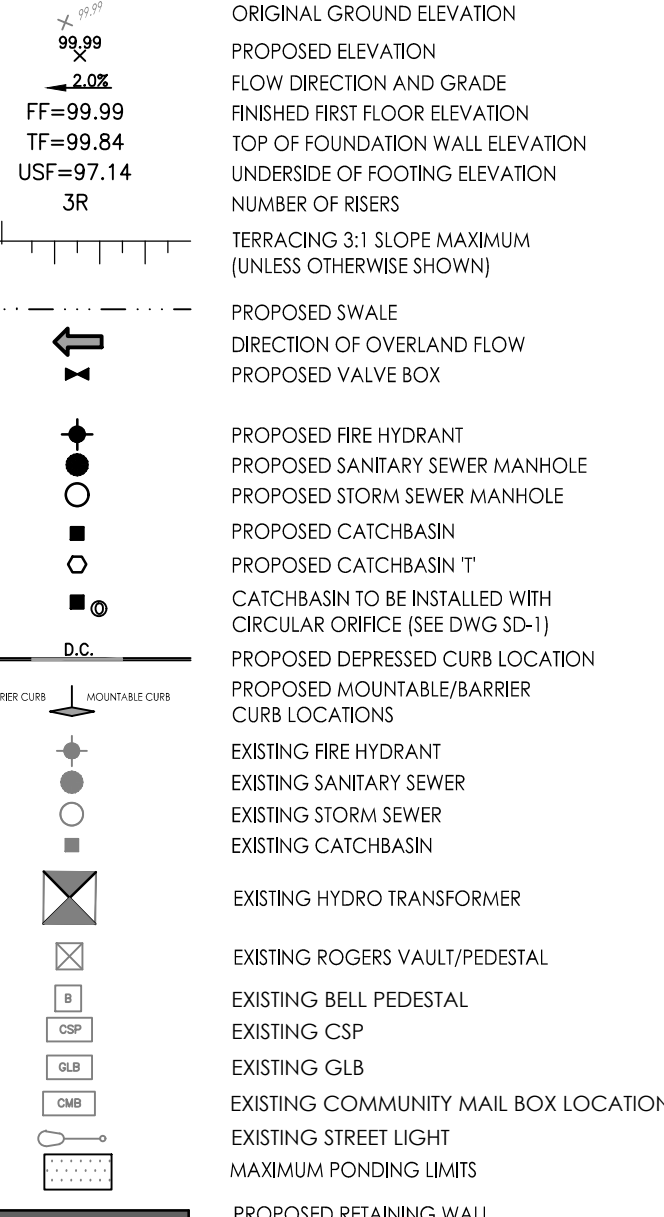 99.99 ORIGINAL GROUND ELEVATION
99.99 PROPOSED ELEVATION
2.0% FLOW DIRECTION AND GRADE
FF=99.99 FINISHED FIRST FLOOR ELEVATION
TF=99.84 TOP OF FOUNDATION WALL ELEVATION
USF=97.14 UNDERSIDE OF FOOTING ELEVATION
3R NUMBER OF RISERS
TERRACING 3:1 SLOPE MAXIMUM
(UNLESS OTHERWISE SHOWN)
PROPOSED SWALE
DIRECTION OF OVERLAND FLOW
PROPOSED VALVE BOX
PROPOSED FIRE HYDRANT
PROPOSED SANITARY SEWER MANHOLE
PROPOSED STORM SEWER MANHOLE
PROPOSED CATCHBASIN
PROPOSED CATCHBASIN 'T'
CATCHBASIN TO BE INSTALLED WITH
CIRCULAR ORIFICE (SEE DWG SD-1)
D.C. PROPOSED DEPRESSED CURB LOCATION
RIER CURB MOUNTABLE CURB PROPOSED MOUNTABLE/BARRIER
CURB LOCATIONS
EXISTING FIRE HYDRANT
EXISTING SANITARY SEWER
EXISTING STORM SEWER
EXISTING CATCHBASIN
EXISTING HYDRO TRANSFORMER
EXISTING ROGERS VAULT/PEDESTAL
B EXISTING BELL PEDESTAL
CSP EXISTING CSP
GLB EXISTING GLB
CMB EXISTING COMMUNITY MAIL BOX LOCATION
EXISTING STREET LIGHT
MAXIMUM PONDING LIMITS
PROPOSED RETAINING WALL